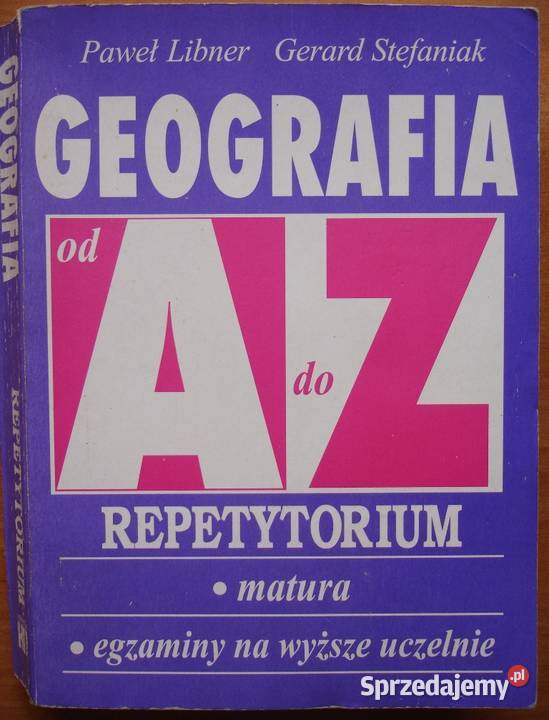 Paweł Libner Gerard Stefaniak
GEOGRAFIA
od
A
do
Z
REPETYTORIUM
• matura
• egzaminy na wyższe uczelnie
GEOGRAFIA
REPETYTORIUM
Sprzedajemy.pl